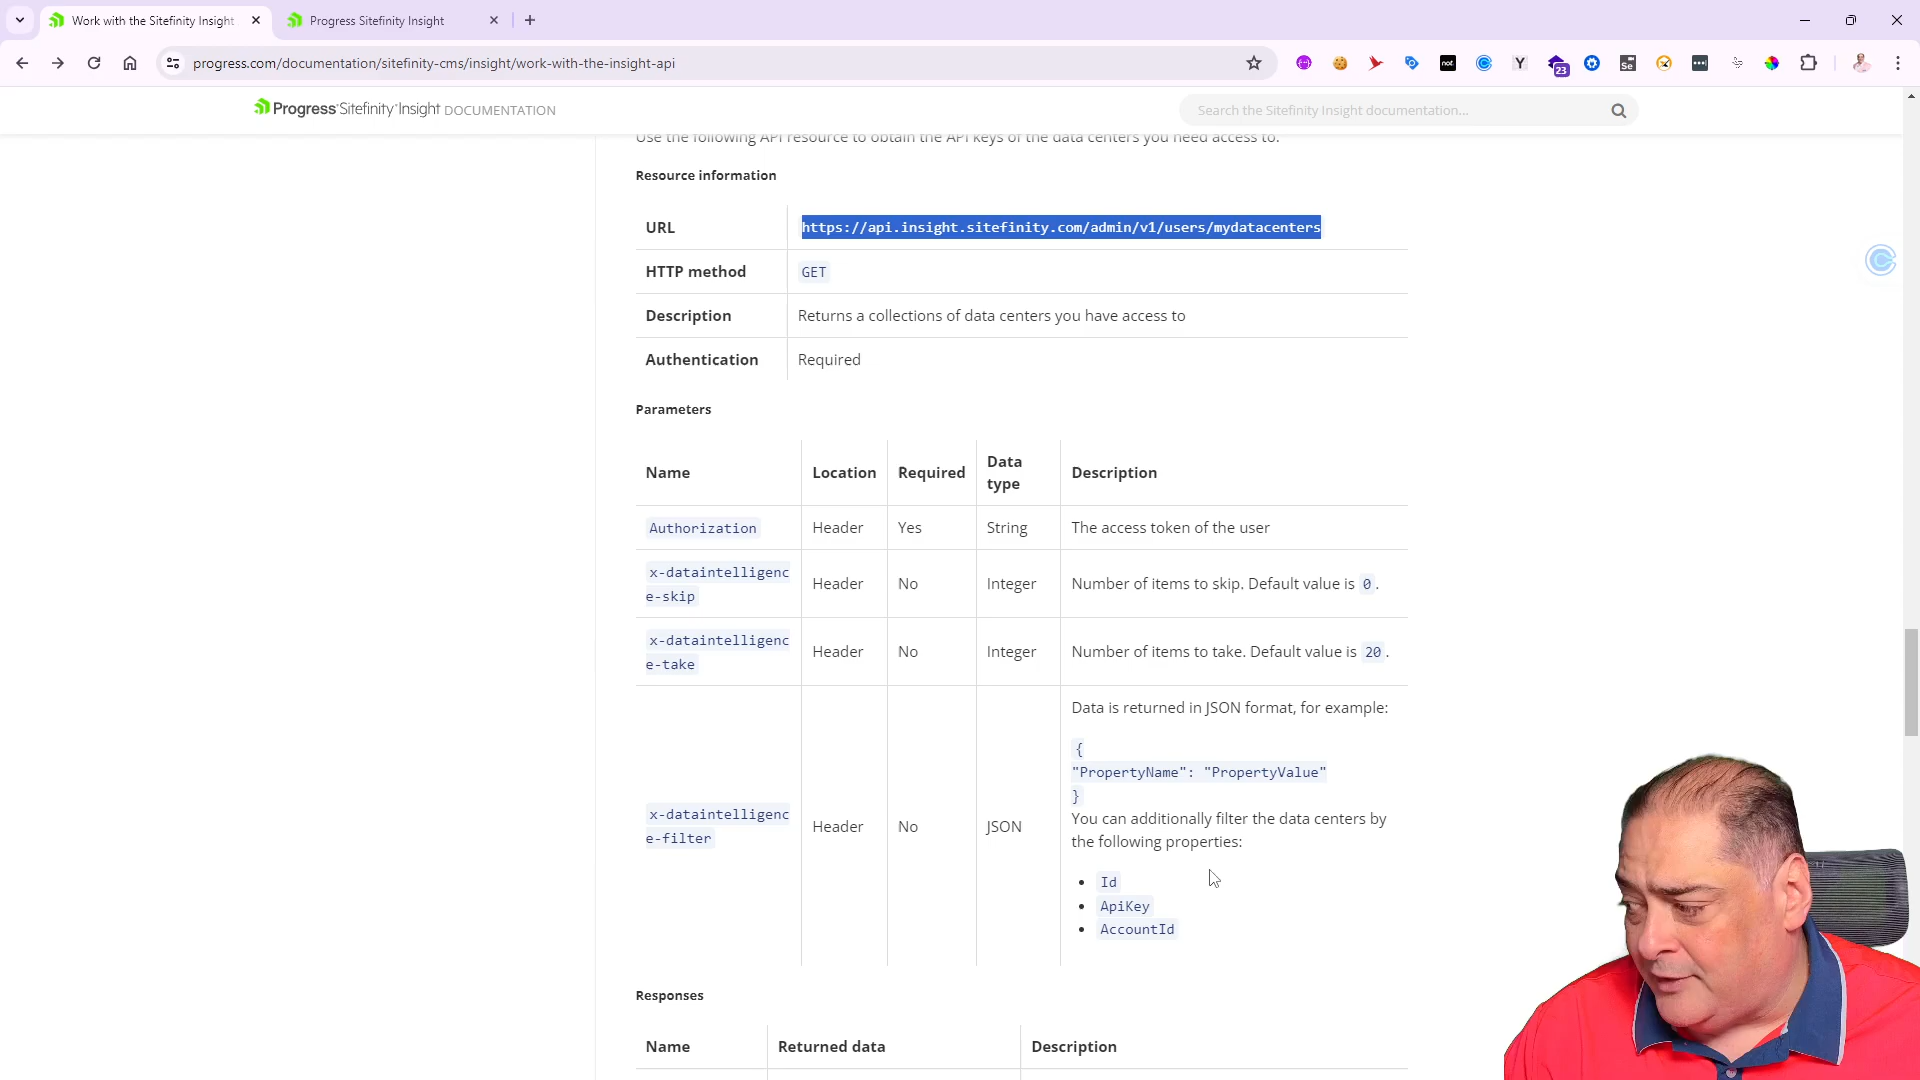 Work with the Sitefinity Insight
Progress Sitefinity Insight
progress.com/documentation/sitefinity-cms/insight/work-with-the-insight-api
not
Y
23
Se
Progress Sitefinity Insight DOCUMENTATION
Search the Sitefinity Insight documentation...
Use the following API resource to obtain the API keys of the data centers you need access to.
Resource information
URL https://api.insight.sitefinity.com/admin/v1/users/mydatacenters
HTTP method GET
Description Returns a collections of data centers you have access to
Authentication Required
Parameters
Name Location Required Data type Description
Authorization Header Yes String The access token of the user
x-dataintelligenc
e-skip Header No Integer Number of items to skip. Default value is 0.
x-dataintelligenc
e-take Header No Integer Number of items to take. Default value is 20.
x-dataintelligenc
e-filter Header No JSON Data is returned in JSON format, for example:
{
"PropertyName": "PropertyValue"
}
You can additionally filter the data centers by
the following properties:
Id
ApiKey
AccountId
Responses
Name Returned data Description